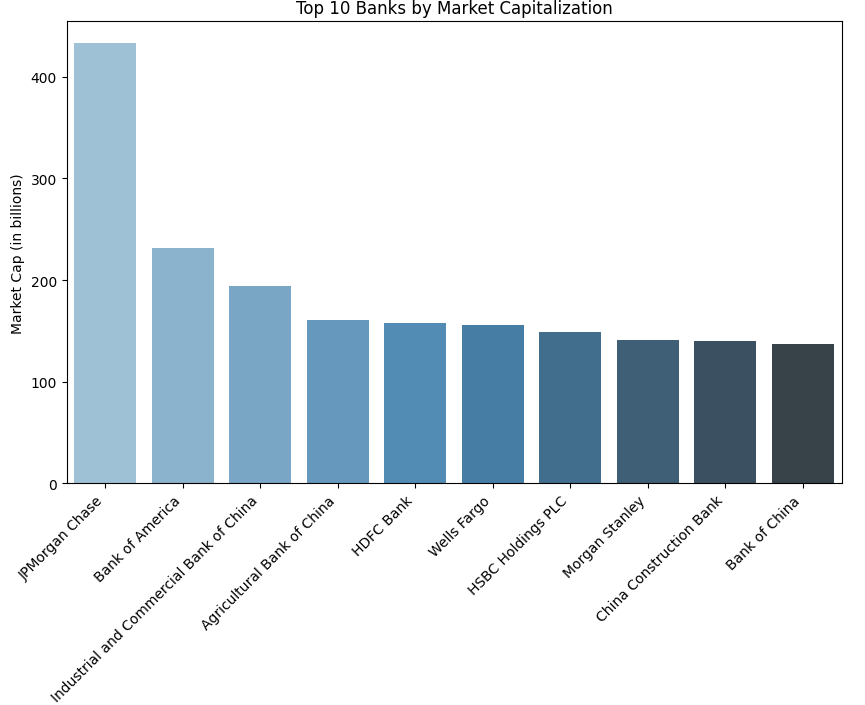 Top 10 Banks by Market Capitalization
Market Cap (in billions)
400
300
200
100
0
JPMorgan Chase
Bank of America
Industrial and Commercial Bank of China
Agricultural Bank of China
HDFC Bank
Wells Fargo
HSBC Holdings PLC
Morgan Stanley
China Construction Bank
Bank of China